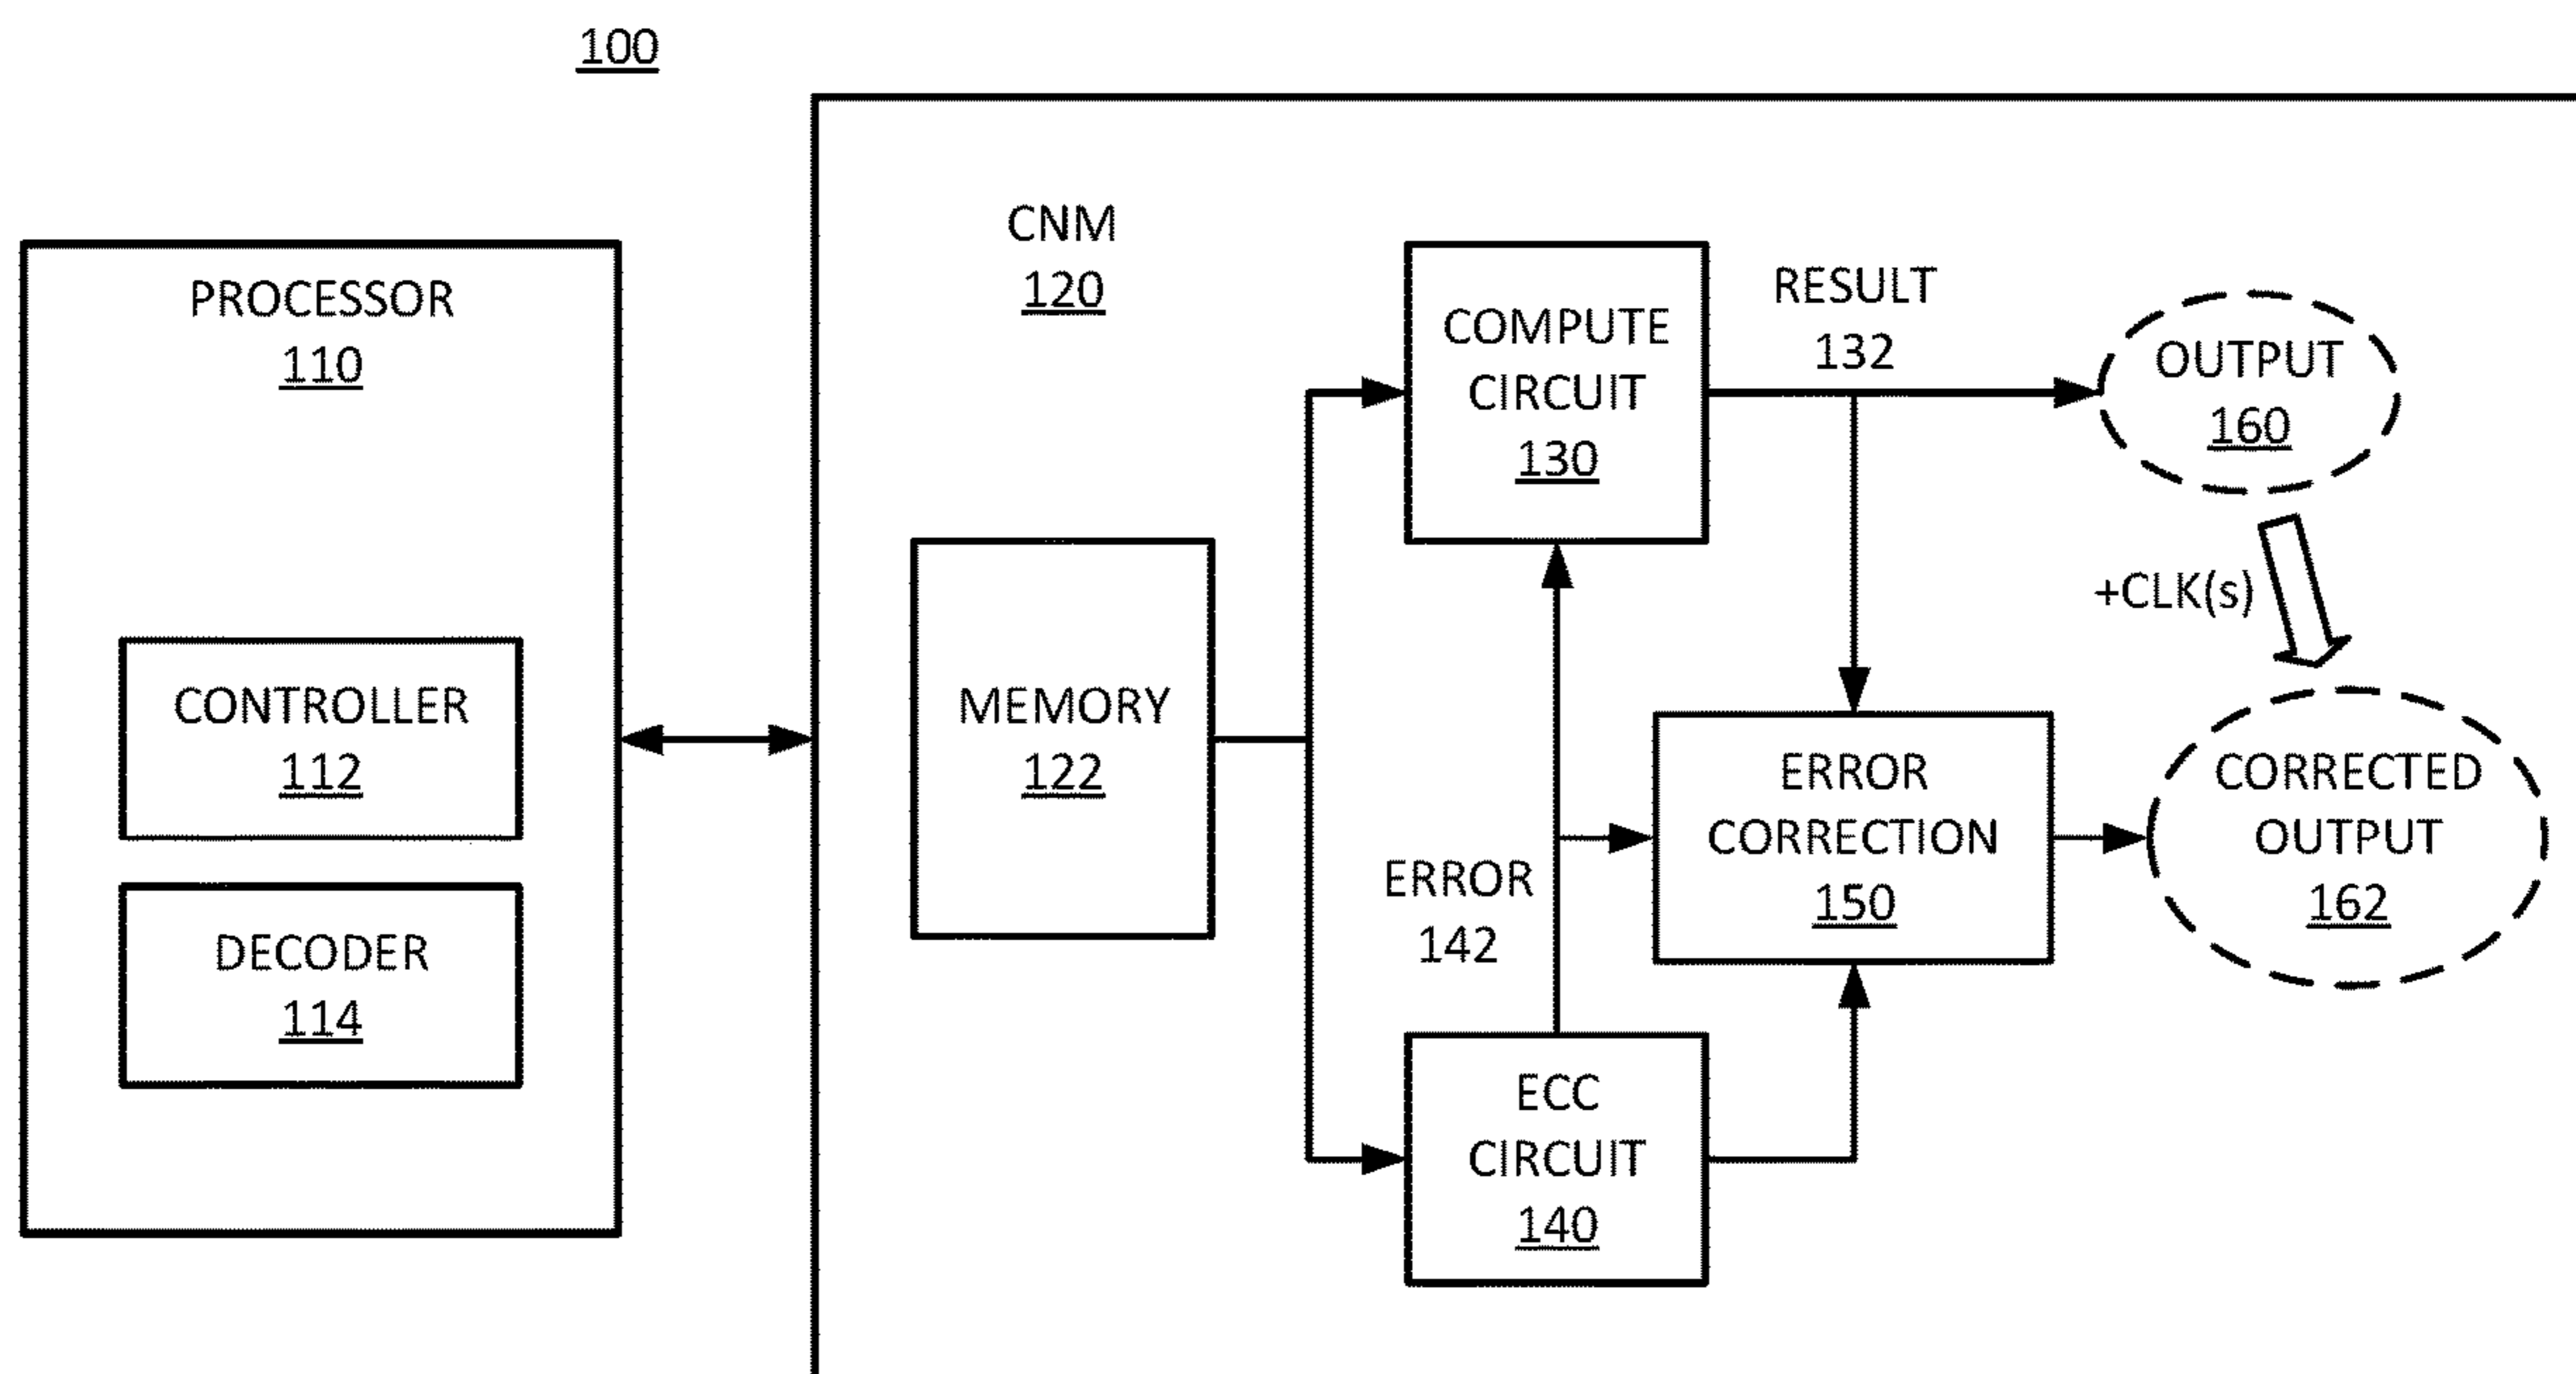 100
PROCESSOR
110
CONTROLLER
112
DECODER
114
CNM
120
MEMORY
122
COMPUTE
CIRCUIT
130
RESULT
132
OUTPUT
160
+CLK(s)
ERROR
142
ERROR
CORRECTION
150
CORRECTED
OUTPUT
162
ECC
CIRCUIT
140